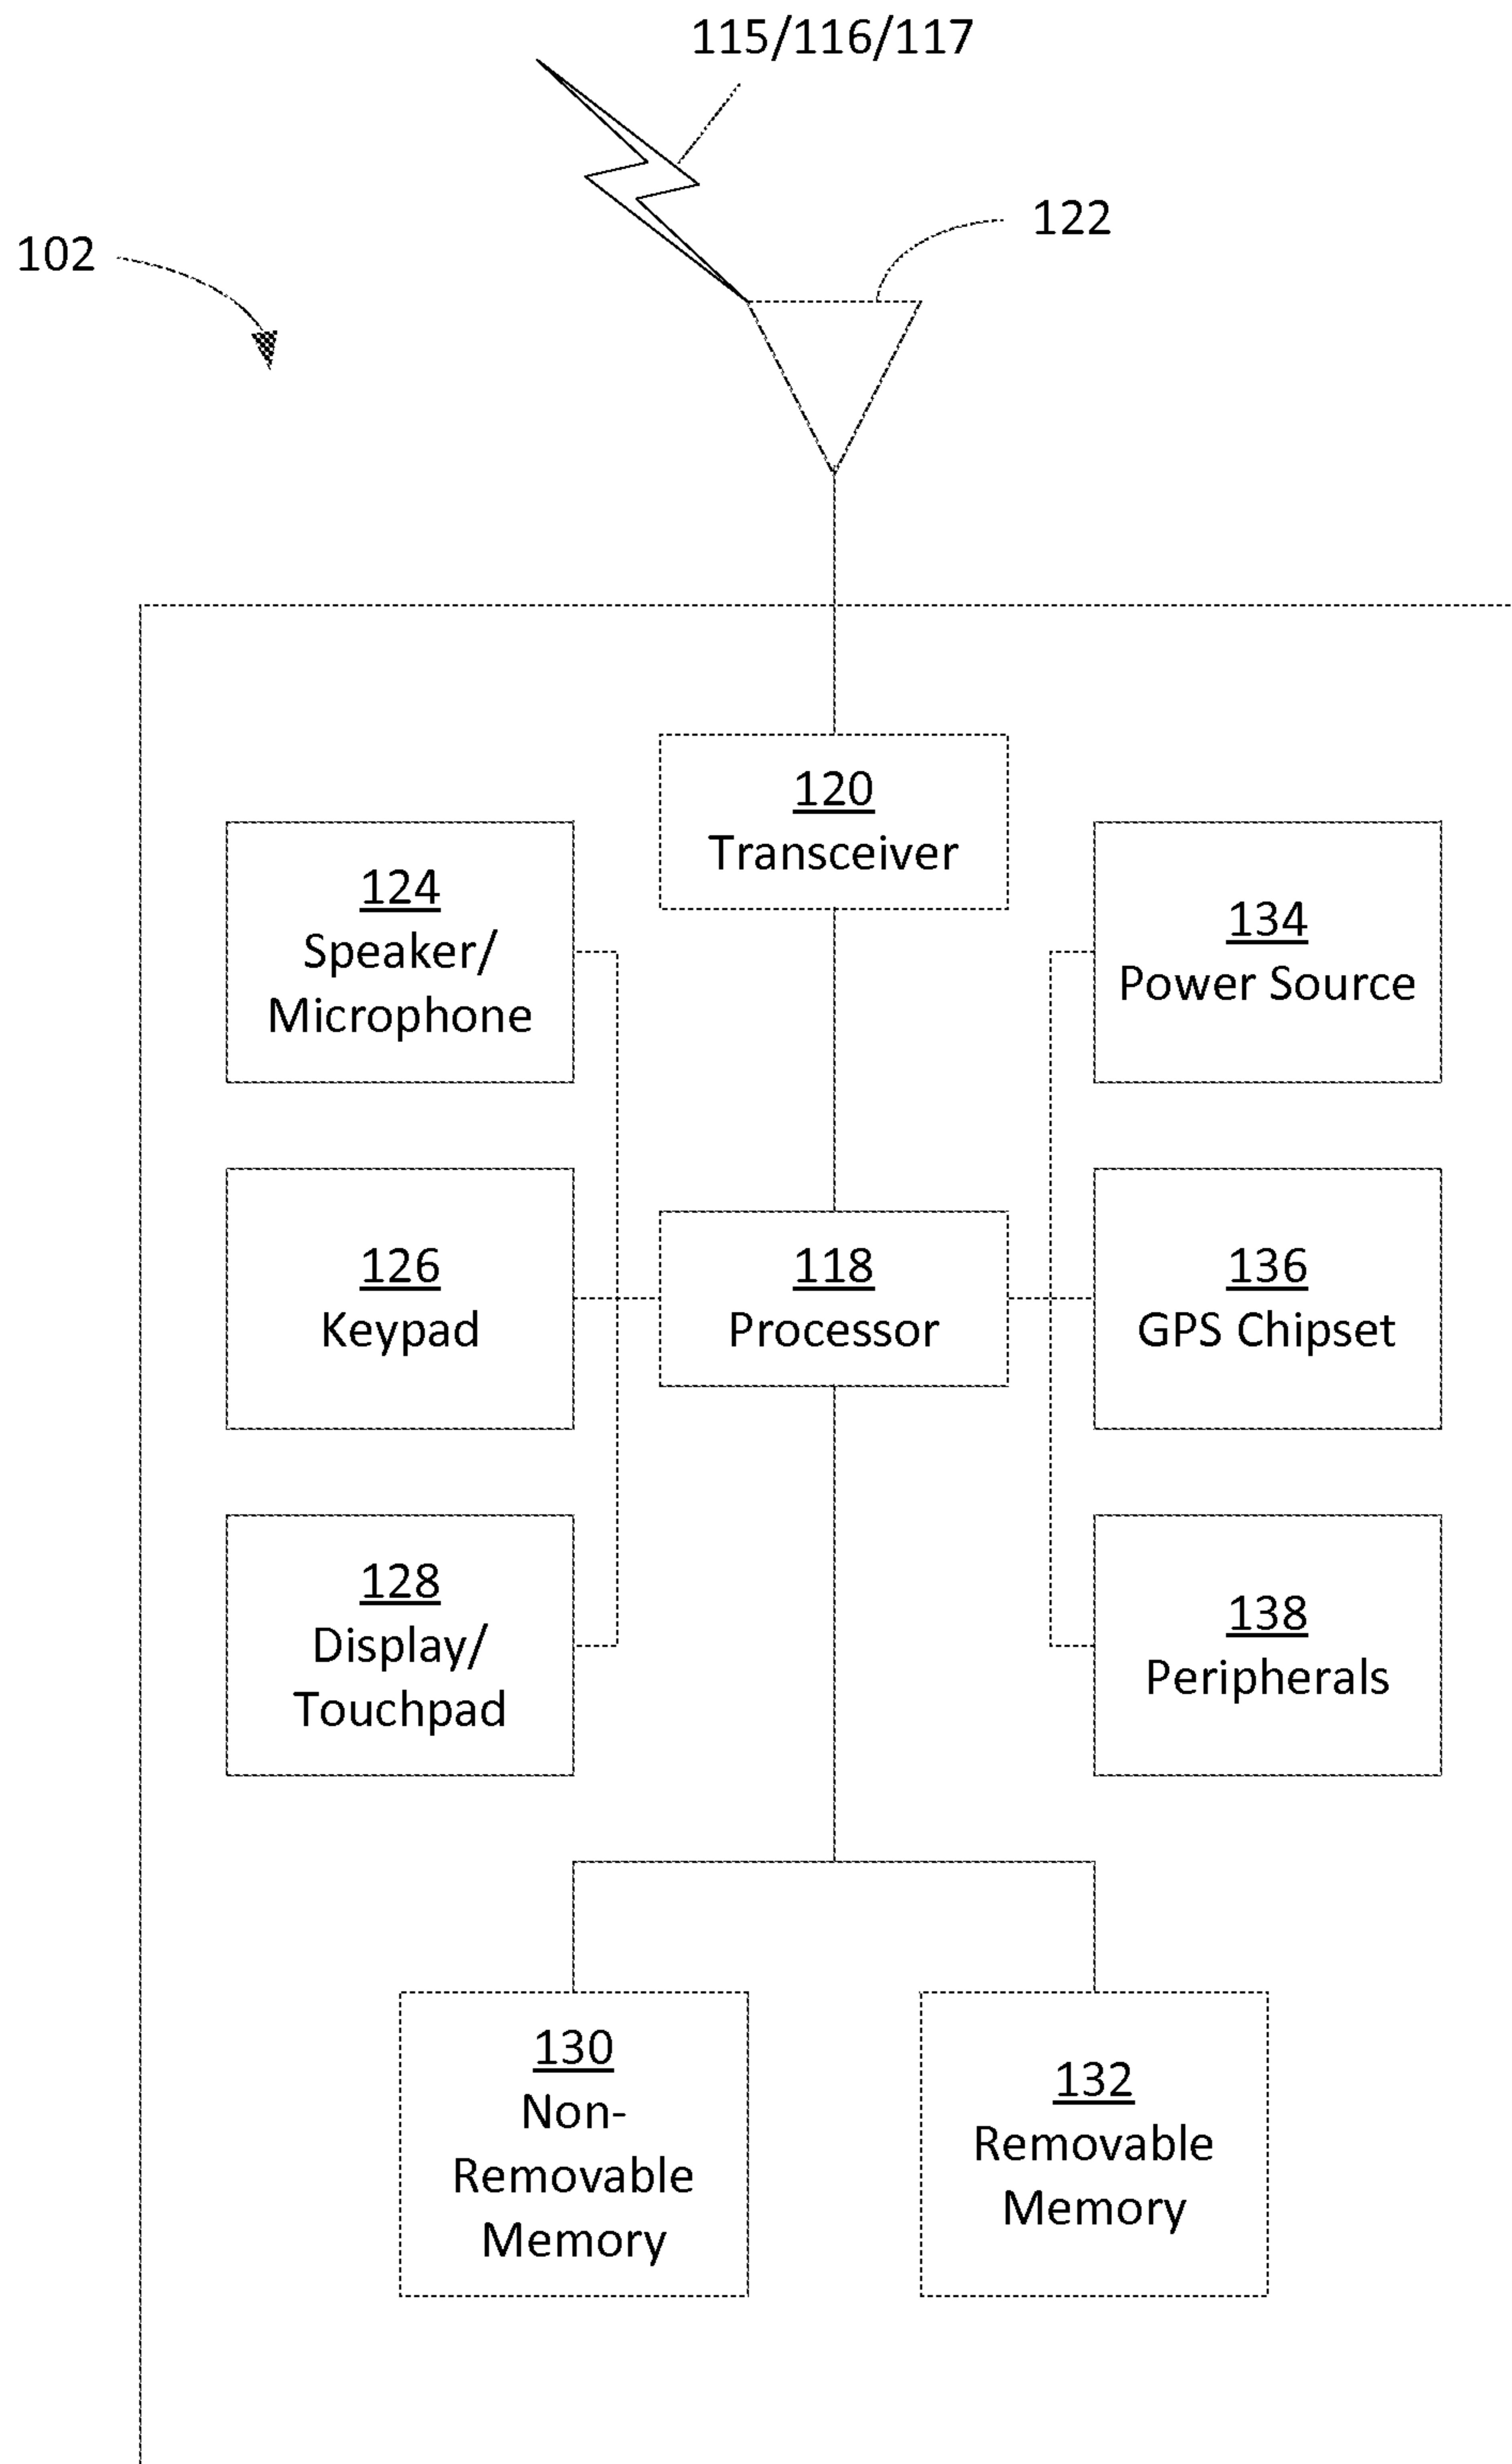 115/116/117
122
102
120
Transceiver
124
Speaker/
Microphone
134
Power Source
126
Keypad
118
Processor
136
GPS Chipset
128
Display/
Touchpad
138
Peripherals
130
Non-
Removable
Memory
132
Removable
Memory